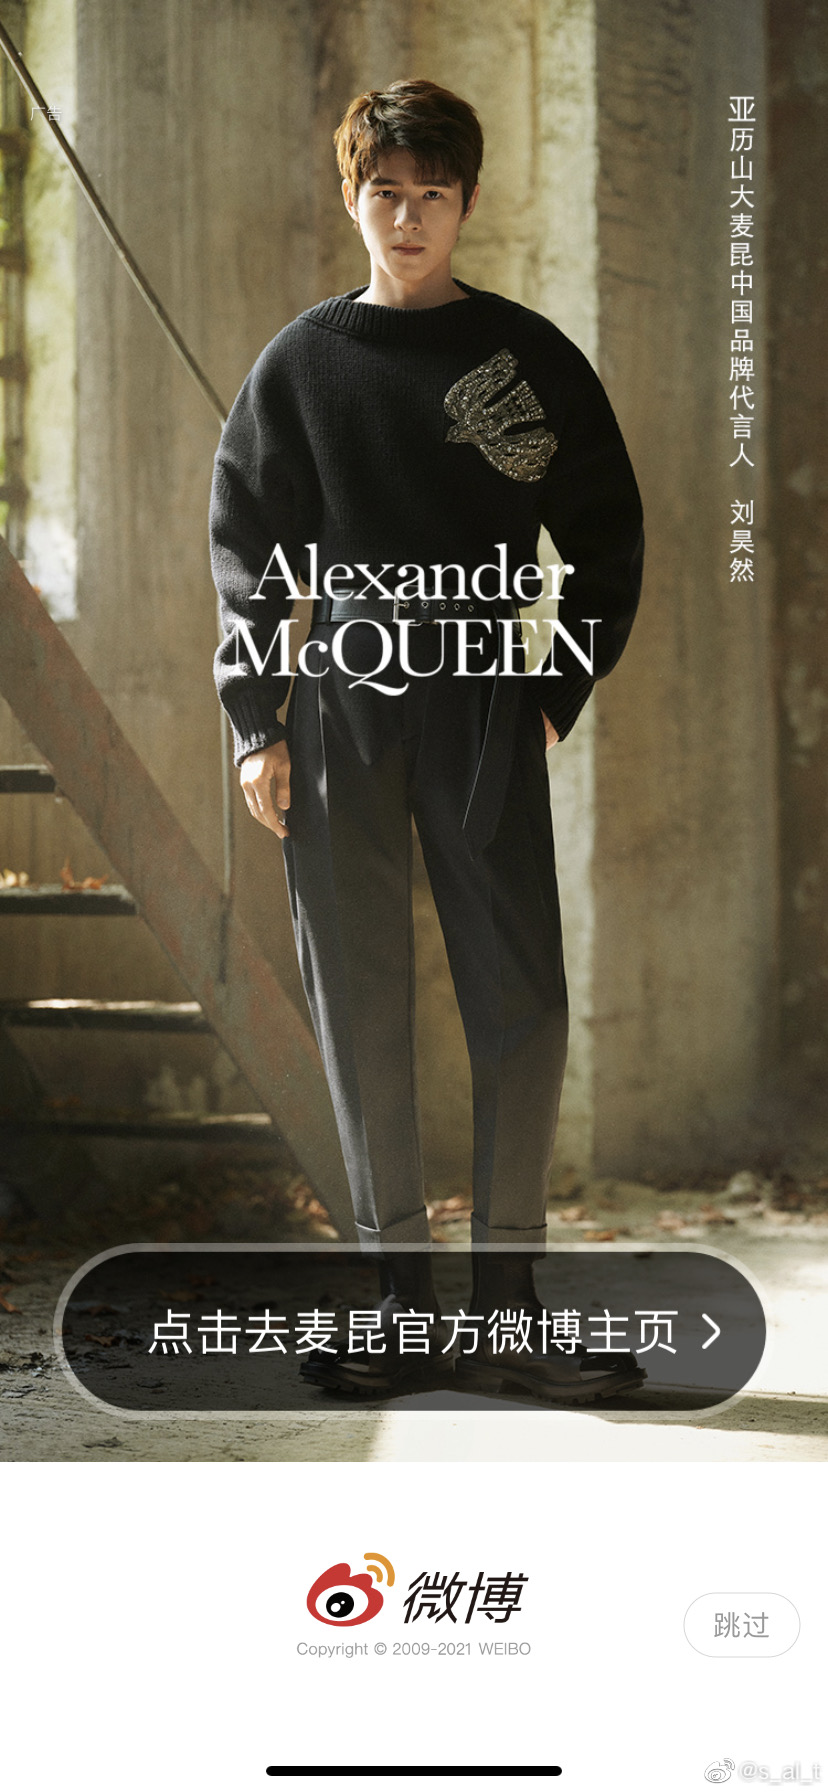 广告
亚历山大麦昆中国品牌代言人 刘昊然
Alexander
McQUEEN
点击去麦昆官方微博主页
微博
Copyright © 2009-2021 WEIBO
跳过
@s_al_t